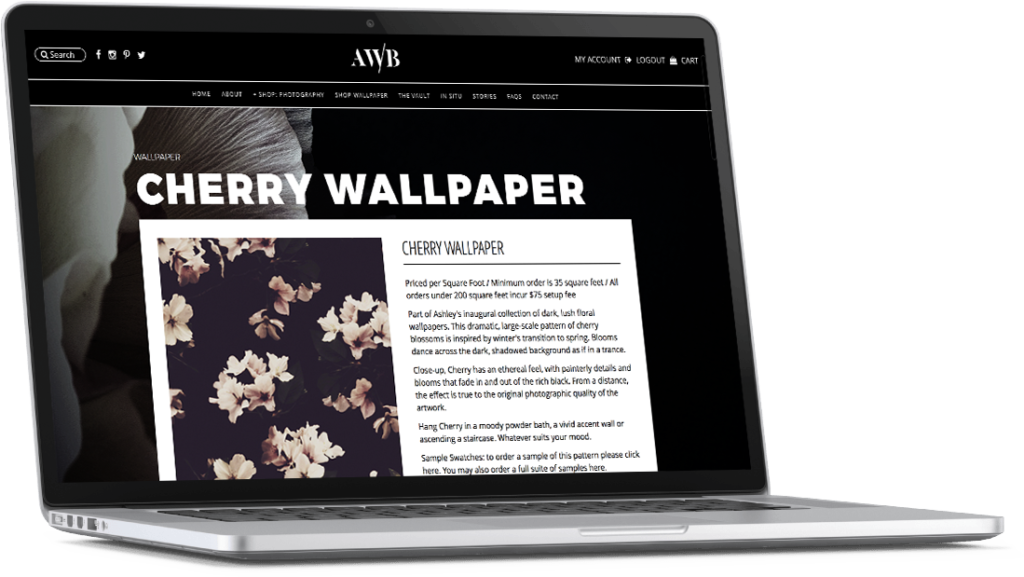 Search
AW/B
MY ACCOUNT LOGOUT CART
HOME ABOUT + SHOP: PHOTOGRAPHY SHOP WALLPAPER THE VAULT IN SITU STORIES FAQS CONTACT
WALLPAPER
CHERRY WALLPAPER
CHERRY WALLPAPER
Priced per Square Foot / Minimum order is 35 square feet / All
orders under 200 square feet incur $75 setup fee
Part of Ashley's inaugural collection of dark, lush floral
wallpapers. This dramatic, large-scale pattern of cherry
blossoms is inspired by winter's transition to spring. Blooms
dance across the dark, shadowed background as if in a trance.
Close-up, Cherry has an ethereal feel, with painterly details and
blooms that fade in and out of the rich black. From a distance,
the effect is true to the original photographic quality of the
artwork.
Hang Cherry in a moody powder bath, a vivid accent wall or
ascending a staircase. Whatever suits your mood.
Sample Swatches: to order a sample of this pattern please click
here. You may also order a full suite of samples here.